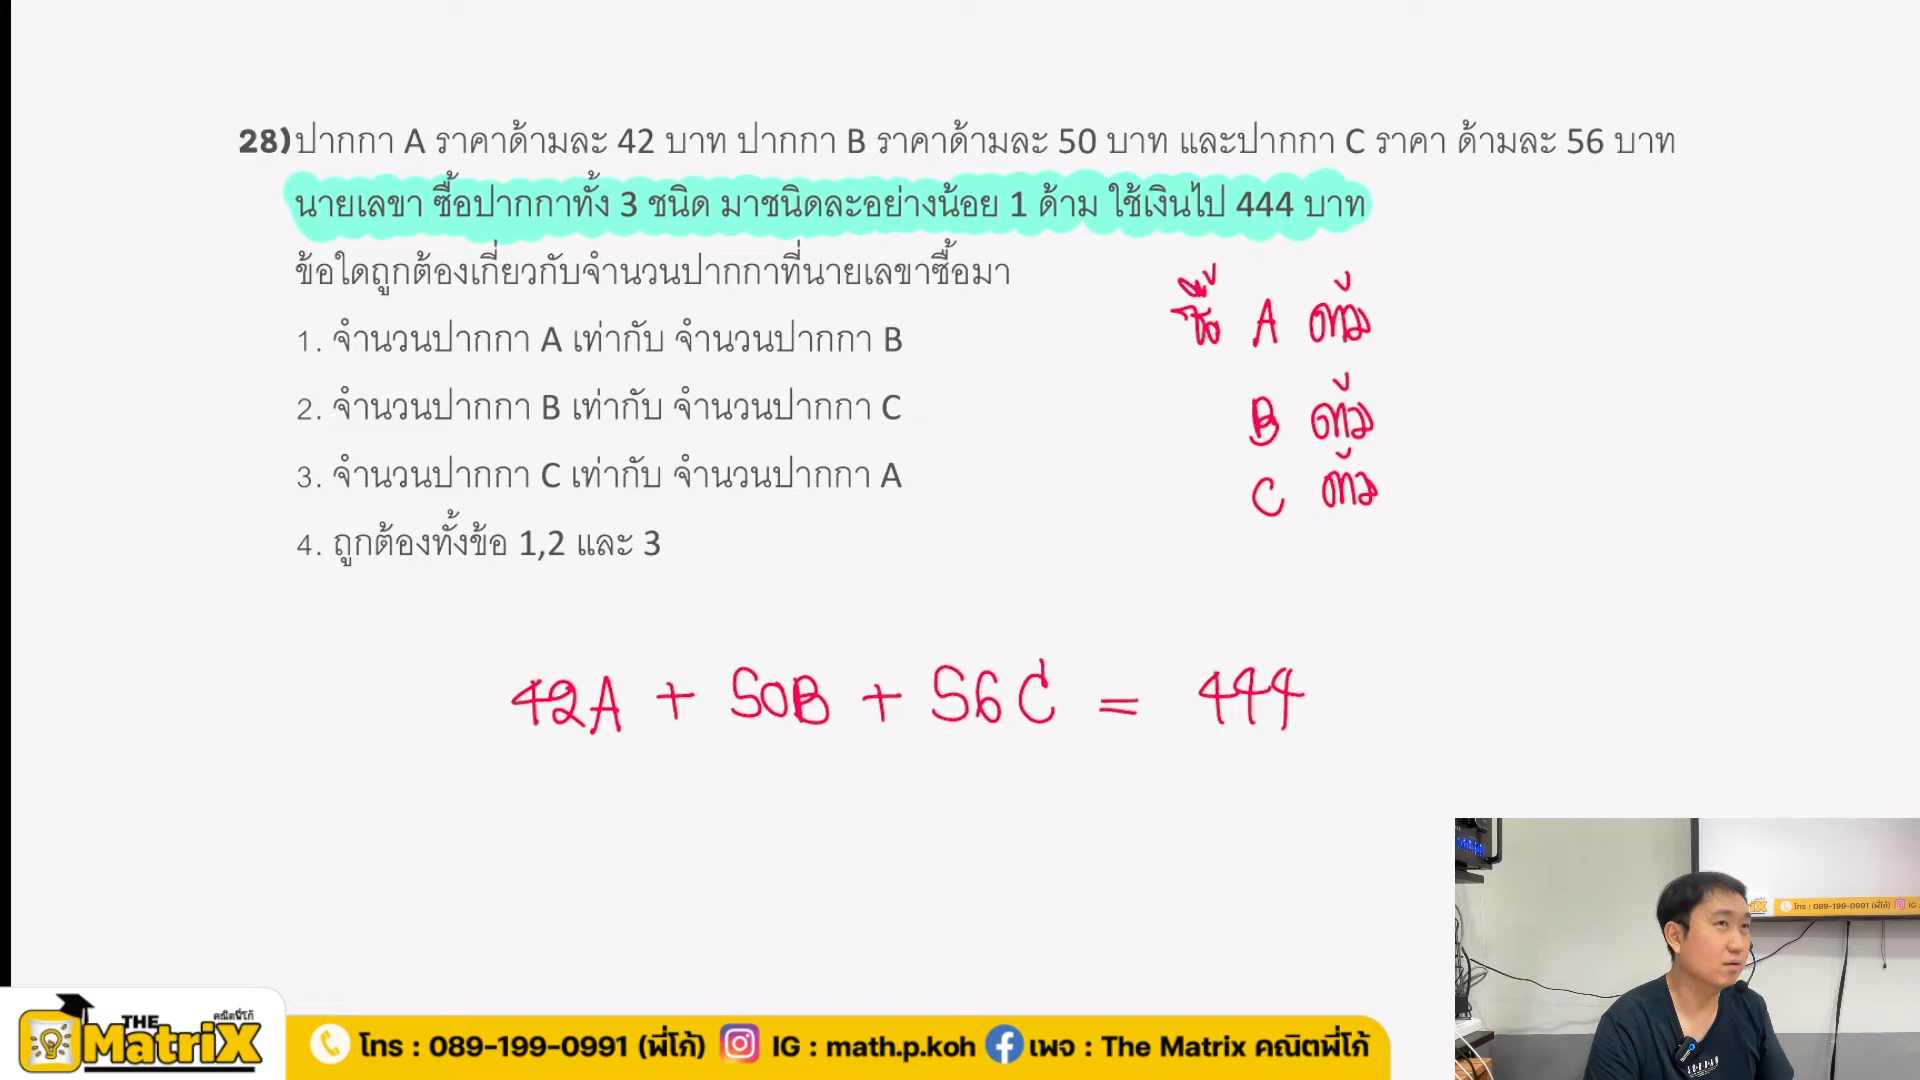 28) ปากกา A ราคาด้ามละ 42 บาท ปากกา B ราคาด้ามละ 50 บาท และปากกา C ราคา ด้ามละ 56 บาท
นายเลขา ซื้อปากกาทั้ง 3 ชนิด มาชนิดละอย่างน้อย 1 ด้าม ใช้เงินไป 444 บาท
ข้อใดถูกต้องเกี่ยวกับจำนวนปากกาที่นายเลขาซื้อมา
1. จำนวนปากกา A เท่ากับ จำนวนปากกา B
2. จำนวนปากกา B เท่ากับ จำนวนปากกา C
3. จำนวนปากกา C เท่ากับ จำนวนปากกา A
4. ถูกต้องทั้งข้อ 1,2 และ 3
ซื้อ A ด้าม
B ด้าม
C ด้าม
42A + 50B + 56C = 444
THE MatriX คณิตพี่โก้
โทร : 089-199-0991 (พี่โก้) IG : math.p.koh เพจ : The Matrix คณิตพี่โก้
โทร : 089-199-0991 (พี่โก้) IG :